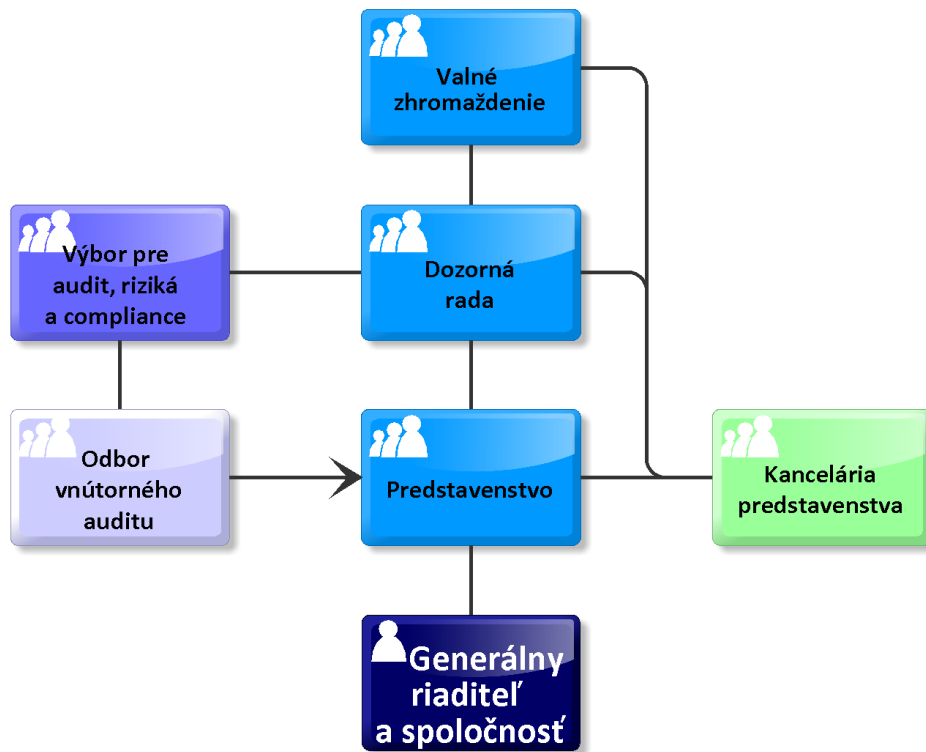 Valné
zhromaždenie
Výbor pre
audit, riziká
a compliance
Dozorná
rada
Odbor
vnútorného
auditu
Predstavenstvo
Kancelária
predstavenstva
Generálny
riaditeľ
a spoločnosť